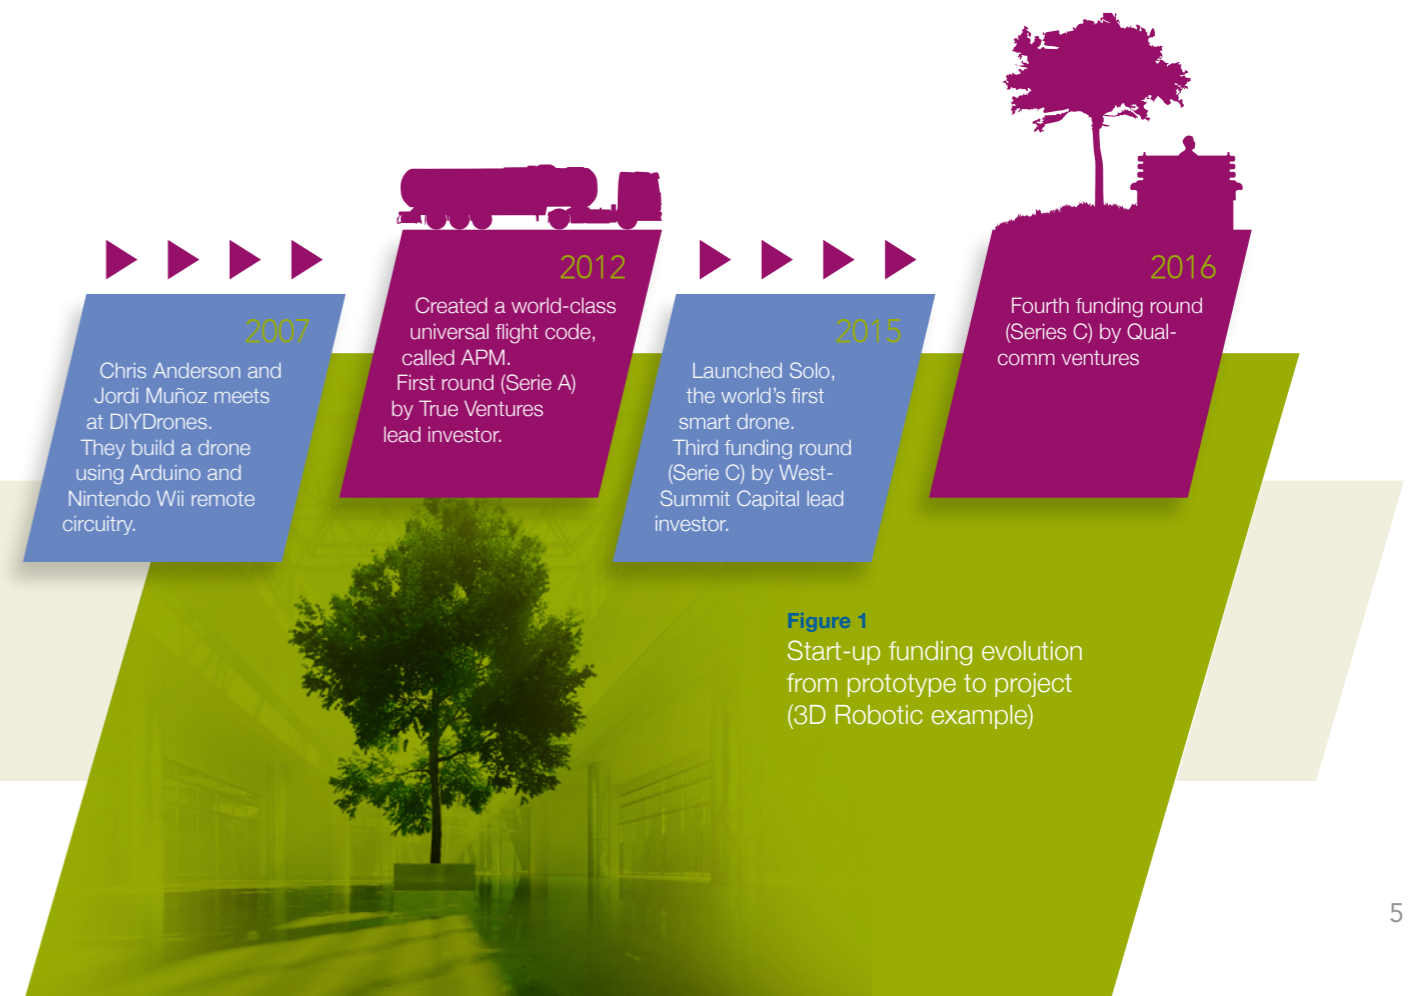 2007
Chris Anderson and
Jordi Muñoz meets
at DIYDrones.
They build a drone
using Arduino and
Nintendo Wii remote
circuitry.
2012
Created a world-class
universal flight code,
called APM.
First round (Serie A)
by True Ventures
lead investor.
2015
Launched Solo,
the world's first
smart drone.
Third funding round
(Serie C) by West-
Summit Capital lead
investor.
2016
Fourth funding round
(Series C) by Qual-
comm ventures
Figure 1
Start-up funding evolution
from prototype to project
(3D Robotic example)
5